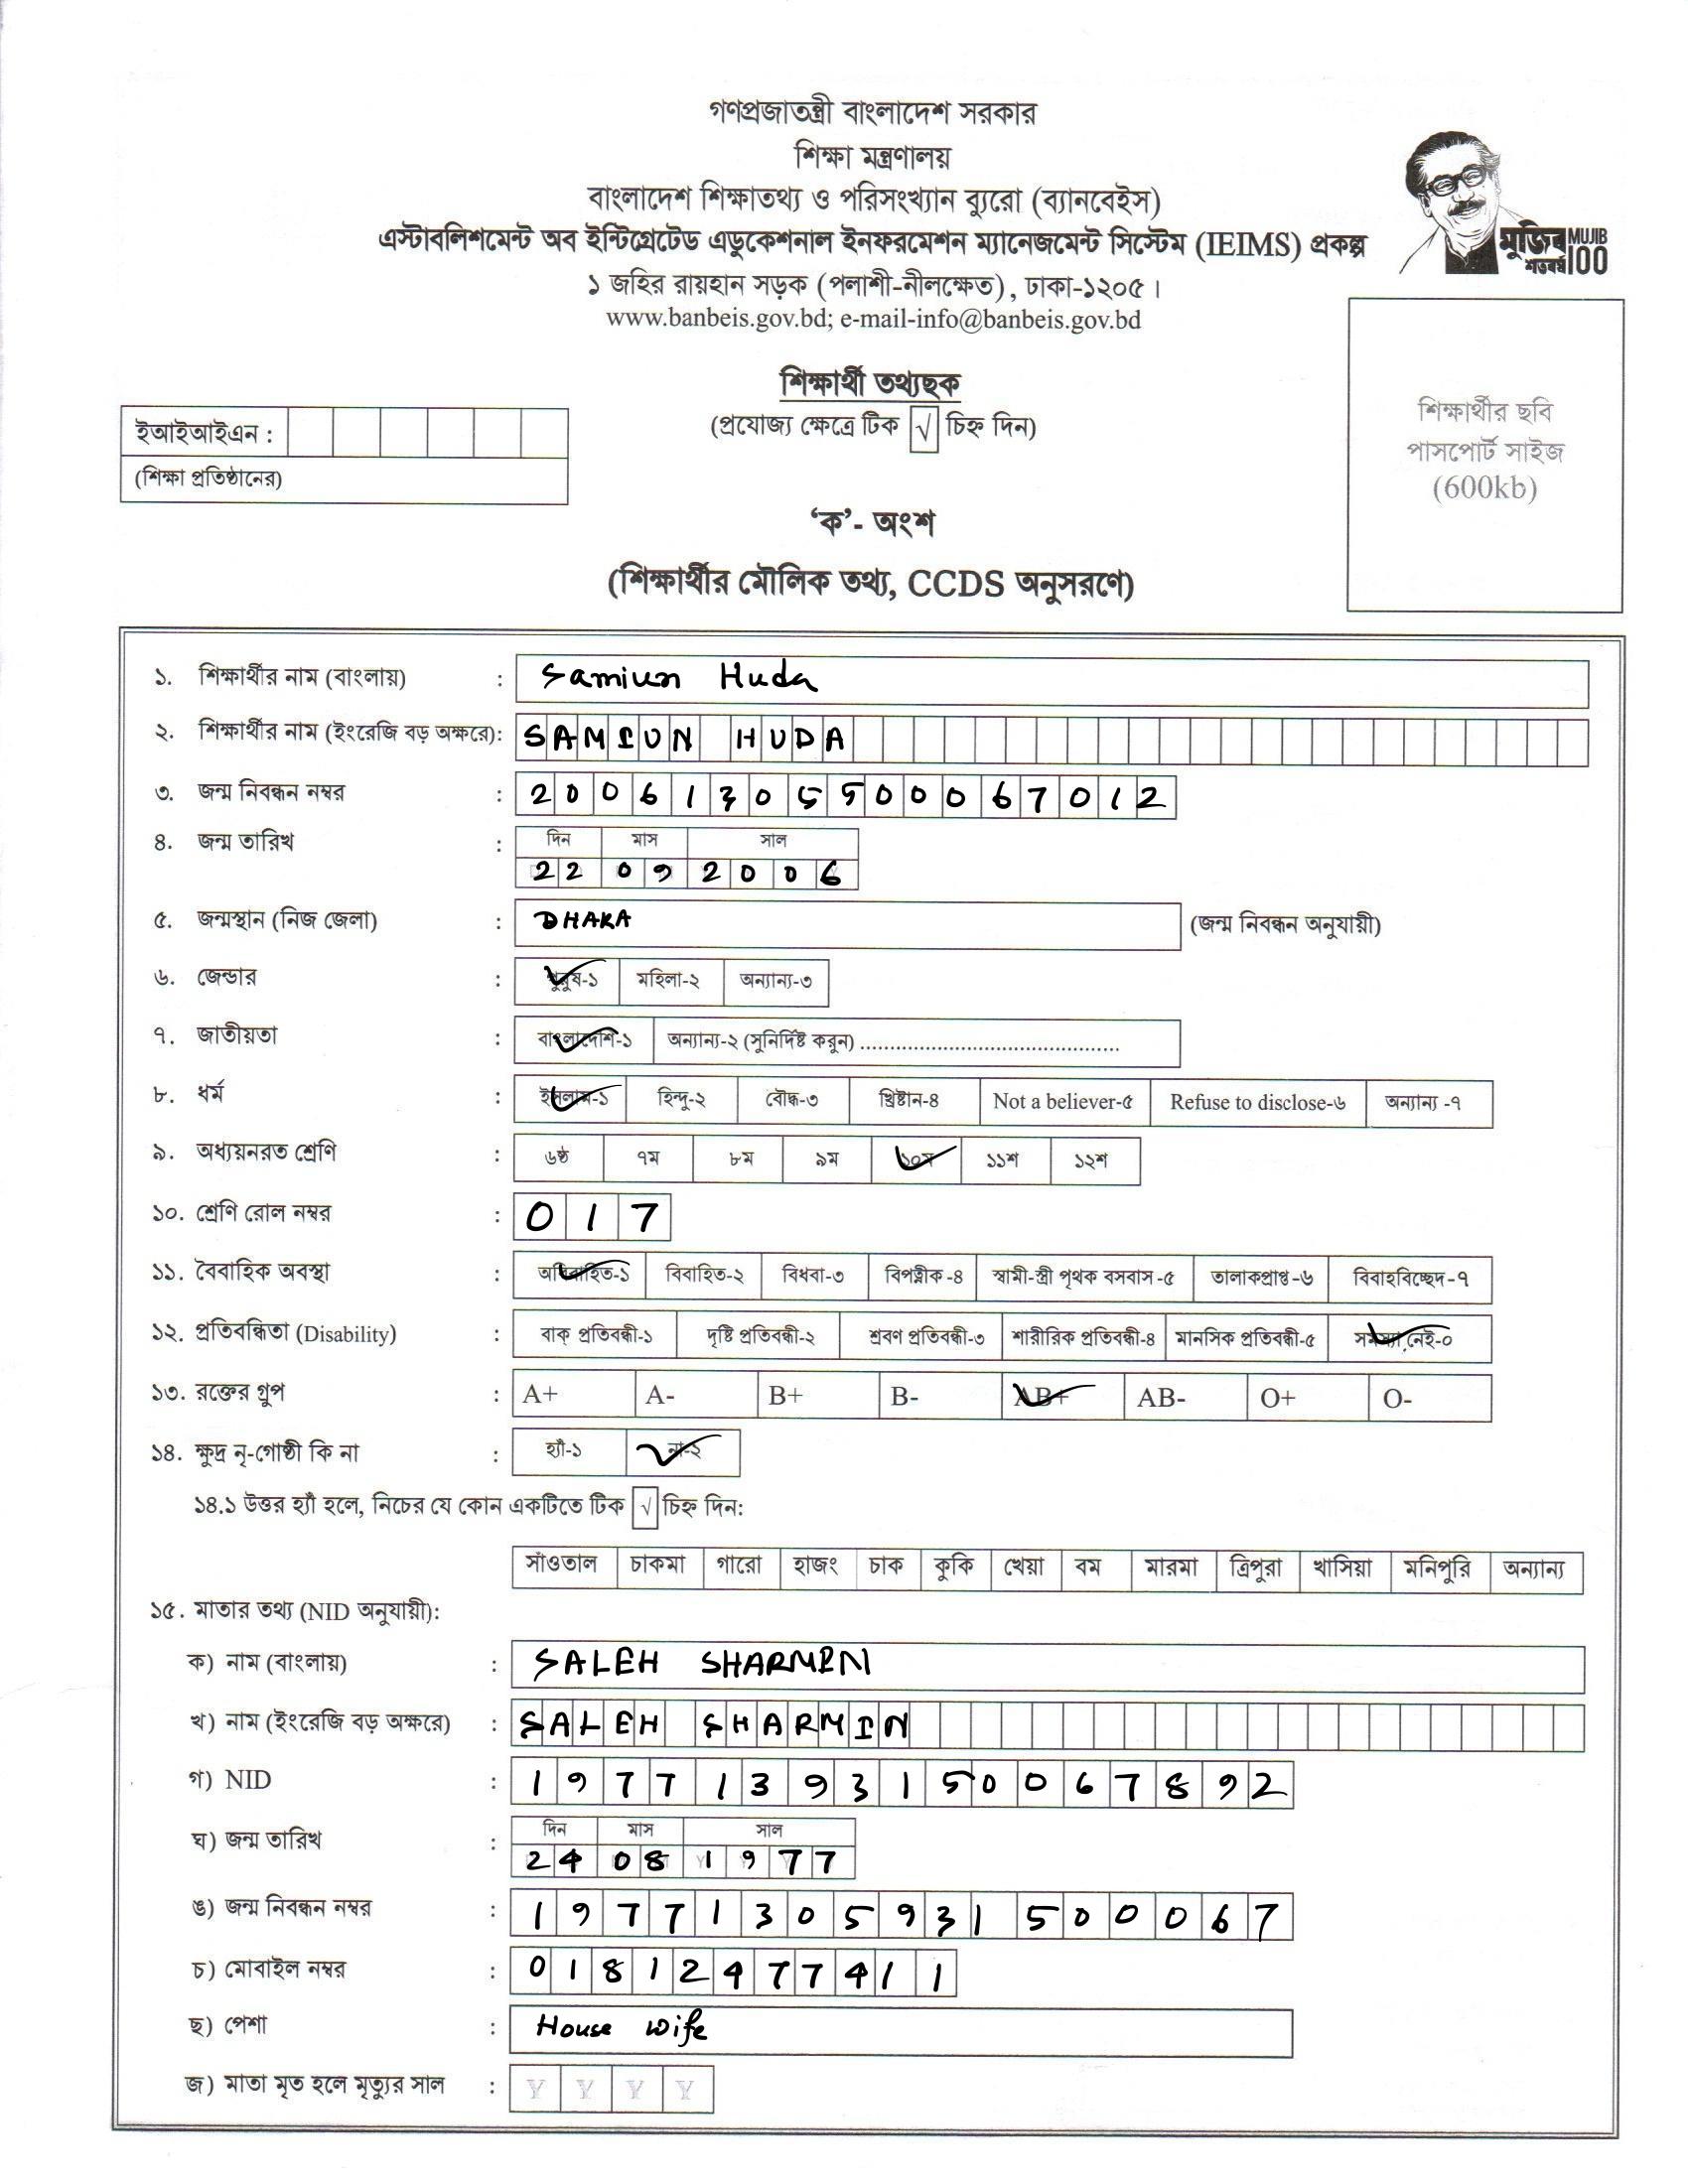 গণপ্রজাতন্ত্রী বাংলাদেশ সরকার
শিক্ষা মন্ত্রণালয়
বাংলাদেশ শিক্ষাতথ্য ও পরিসংখ্যান ব্যুরো (ব্যানবেইস)
এস্টাবলিশমেন্ট অব ইন্টিগ্রেটেড এডুকেশনাল ইনফরমেশন ম্যানেজমেন্ট সিস্টেম (IEIMS) প্রকল্প
মুজিব MUJIB
শতবর্ষ 100
১ জহির রায়হান সড়ক (পলাশী-নীলক্ষেত), ঢাকা-১২০৫।
www.banbeis.gov.bd; e-mail-info@banbeis.gov.bd
শিক্ষার্থী তথ্যছক
(প্রযোজ্য ক্ষেত্রে টিক √ চিহ্ন দিন)
ইআইআইএন :
(শিক্ষা প্রতিষ্ঠানের)
শিক্ষার্থীর ছবি
পাসপোর্ট সাইজ
(600kb)
‘ক’- অংশ
(শিক্ষার্থীর মৌলিক তথ্য, CCDS অনুসরণে)
১. শিক্ষার্থীর নাম (বাংলায়) : Samiun Huda
২. শিক্ষার্থীর নাম (ইংরেজি বড় অক্ষরে): SAMIUN HUDA
৩. জন্ম নিবন্ধন নম্বর : 20061305500067012
৪. জন্ম তারিখ : দিন মাস সাল
22 09 2006
৫. জন্মস্থান (নিজ জেলা) : DHAKA (জন্ম নিবন্ধন অনুযায়ী)
৬. জেন্ডার : পুরুষ-১ মহিলা-২ অন্যান্য-৩
৭. জাতীয়তা : বাংলাদেশি-১ অন্যান্য-২ (সুনির্দিষ্ট করুন) ............................................
৮. ধর্ম : ইসলাম-১ হিন্দু-২ বৌদ্ধ-৩ খ্রিষ্টান-৪ Not a believer-৫ Refuse to disclose-৬ অন্যান্য -৭
৯. অধ্যয়নরত শ্রেণি : ৬ষ্ঠ ৭ম ৮ম ৯ম ১০ম ১১শ ১২শ
১০. শ্রেণি রোল নম্বর : 017
১১. বৈবাহিক অবস্থা : অবিবাহিত-১ বিবাহিত-২ বিধবা-৩ বিপত্নীক-৪ স্বামী-স্ত্রী পৃথক বসবাস -৫ তালাকপ্রাপ্ত -৬ বিবাহবিচ্ছেদ-৭
১২. প্রতিবন্ধিতা (Disability) : বাক্ প্রতিবন্ধী-১ দৃষ্টি প্রতিবন্ধী-২ শ্রবণ প্রতিবন্ধী-৩ শারীরিক প্রতিবন্ধী-৪ মানসিক প্রতিবন্ধী-৫ সমস্যা নেই-০
১৩. রক্তের গ্রুপ : A+ A- B+ B- AB+ AB- O+ O-
১৪. ক্ষুদ্র নৃ-গোষ্ঠী কি না : হ্যাঁ-১ না-২
১৪.১ উত্তর হ্যাঁ হলে, নিচের যে কোন একটিতে টিক √ চিহ্ন দিন:
সাঁওতাল চাকমা গারো হাজং চাক কুকি খেয়া বম মারমা ত্রিপুরা খাসিয়া মনিপুরি অন্যান্য
১৫. মাতার তথ্য (NID অনুযায়ী):
ক) নাম (বাংলায়) : SALEH SHARMIN
খ) নাম (ইংরেজি বড় অক্ষরে) : SALEH SHARMIN
গ) NID : 19771393150067892
ঘ) জন্ম তারিখ : দিন মাস সাল
24 08 1977
ঙ) জন্ম নিবন্ধন নম্বর : 19771305931500067
চ) মোবাইল নম্বর : 01812477411
ছ) পেশা : House wife
জ) মাতা মৃত হলে মৃত্যুর সাল : Y Y Y Y